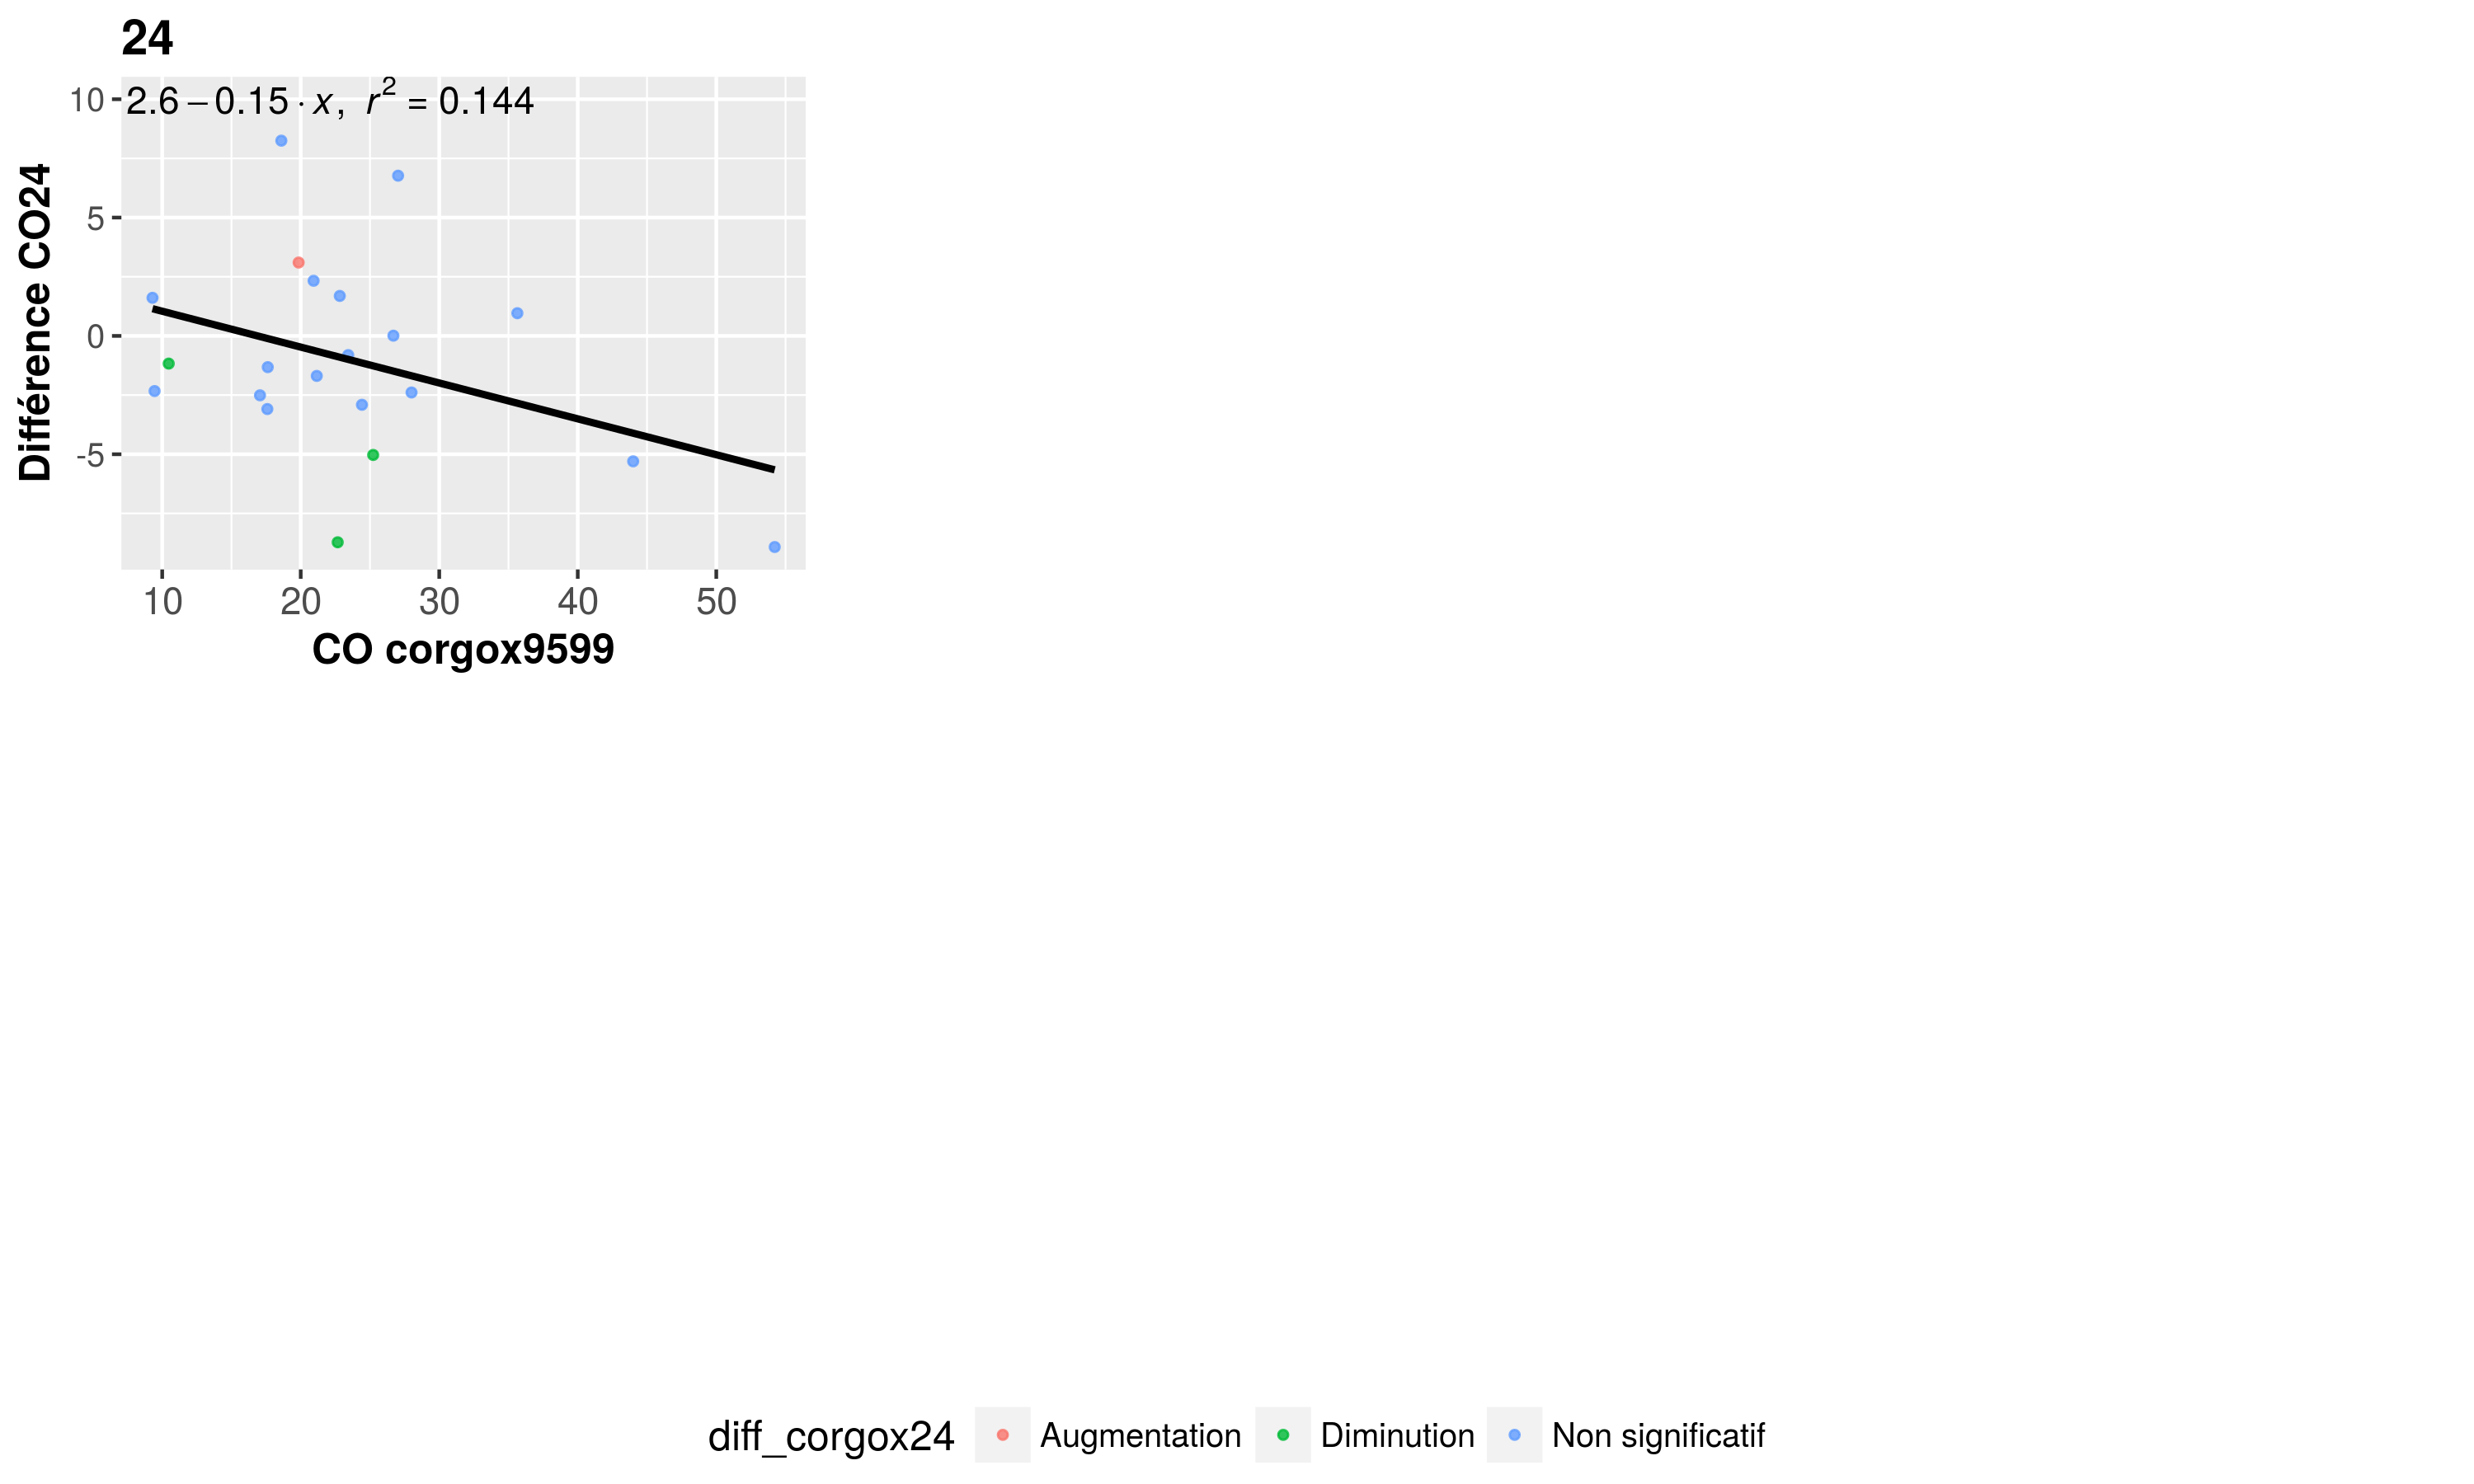 24
2.6 − 0.15 · x, r² = 0.144
10
5
0
-5
Différence CO24
10 20 30 40 50
CO corgox9599
diff_corgox24 Augmentation Diminution Non significatif